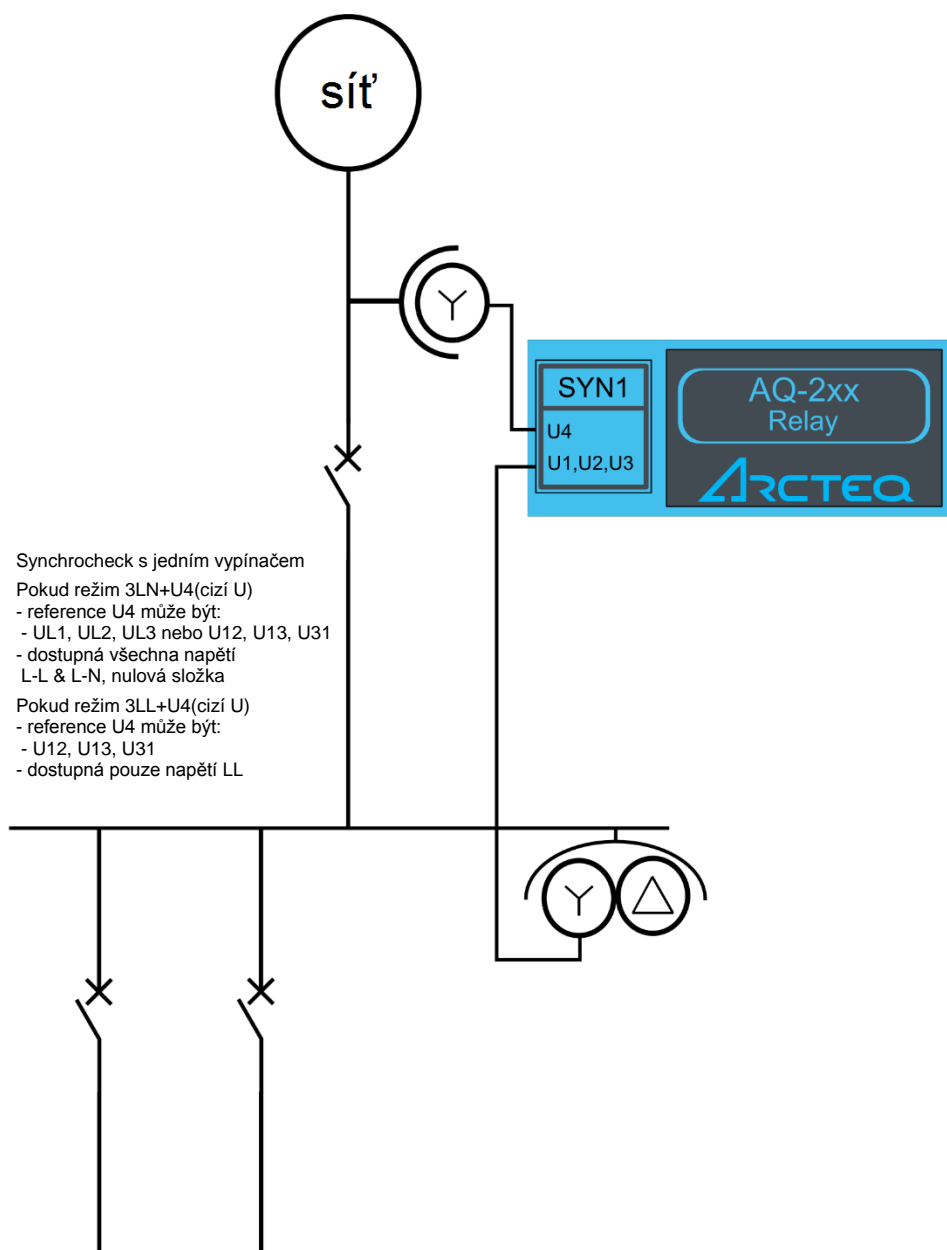 síť
SYN1
U4
U1,U2,U3
AQ-2xx
Relay
ARCTEQ
Synchrocheck s jedním vypínačem
Pokud režim 3LN+U4(cizí U)
- reference U4 může být:
- UL1, UL2, UL3 nebo U12, U13, U31
- dostupná všechna napětí
L-L & L-N, nulová složka
Pokud režim 3LL+U4(cizí U)
- reference U4 může být:
- U12, U13, U31
- dostupná pouze napětí LL